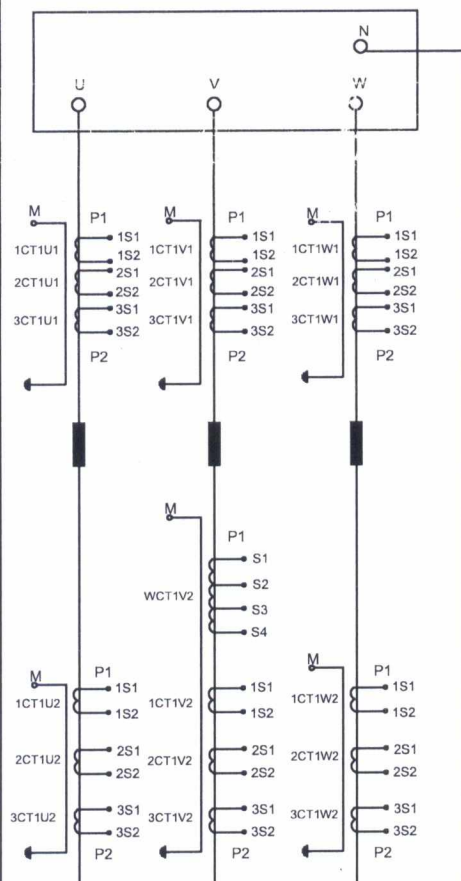 N
U V W
M P1 M P1 M P1
1CT1U1 1S1 1CT1V1 1S1 1CT1W1 1S1
1S2 1S2 1S2
2CT1U1 2S1 2CT1V1 2S1 2CT1W1 2S1
2S2 2S2 2S2
3CT1U1 3S1 3CT1V1 3S1 3CT1W1 3S1
3S2 3S2 3S2
P2 P2 P2
M
P1
S1
S2
WCT1V2
S3
S4
M P1 M P1
1CT1U2 1S1 1CT1V2 1S1 1CT1W2 1S1
1S2 1S2 1S2
2CT1U2 2S1 2CT1V2 2S1 2CT1W2 2S1
2S2 2S2 2S2
3CT1U2 3S1 3CT1V2 3S1 3CT1W2 3S1
3S2 3S2 3S2
P2 P2 P2